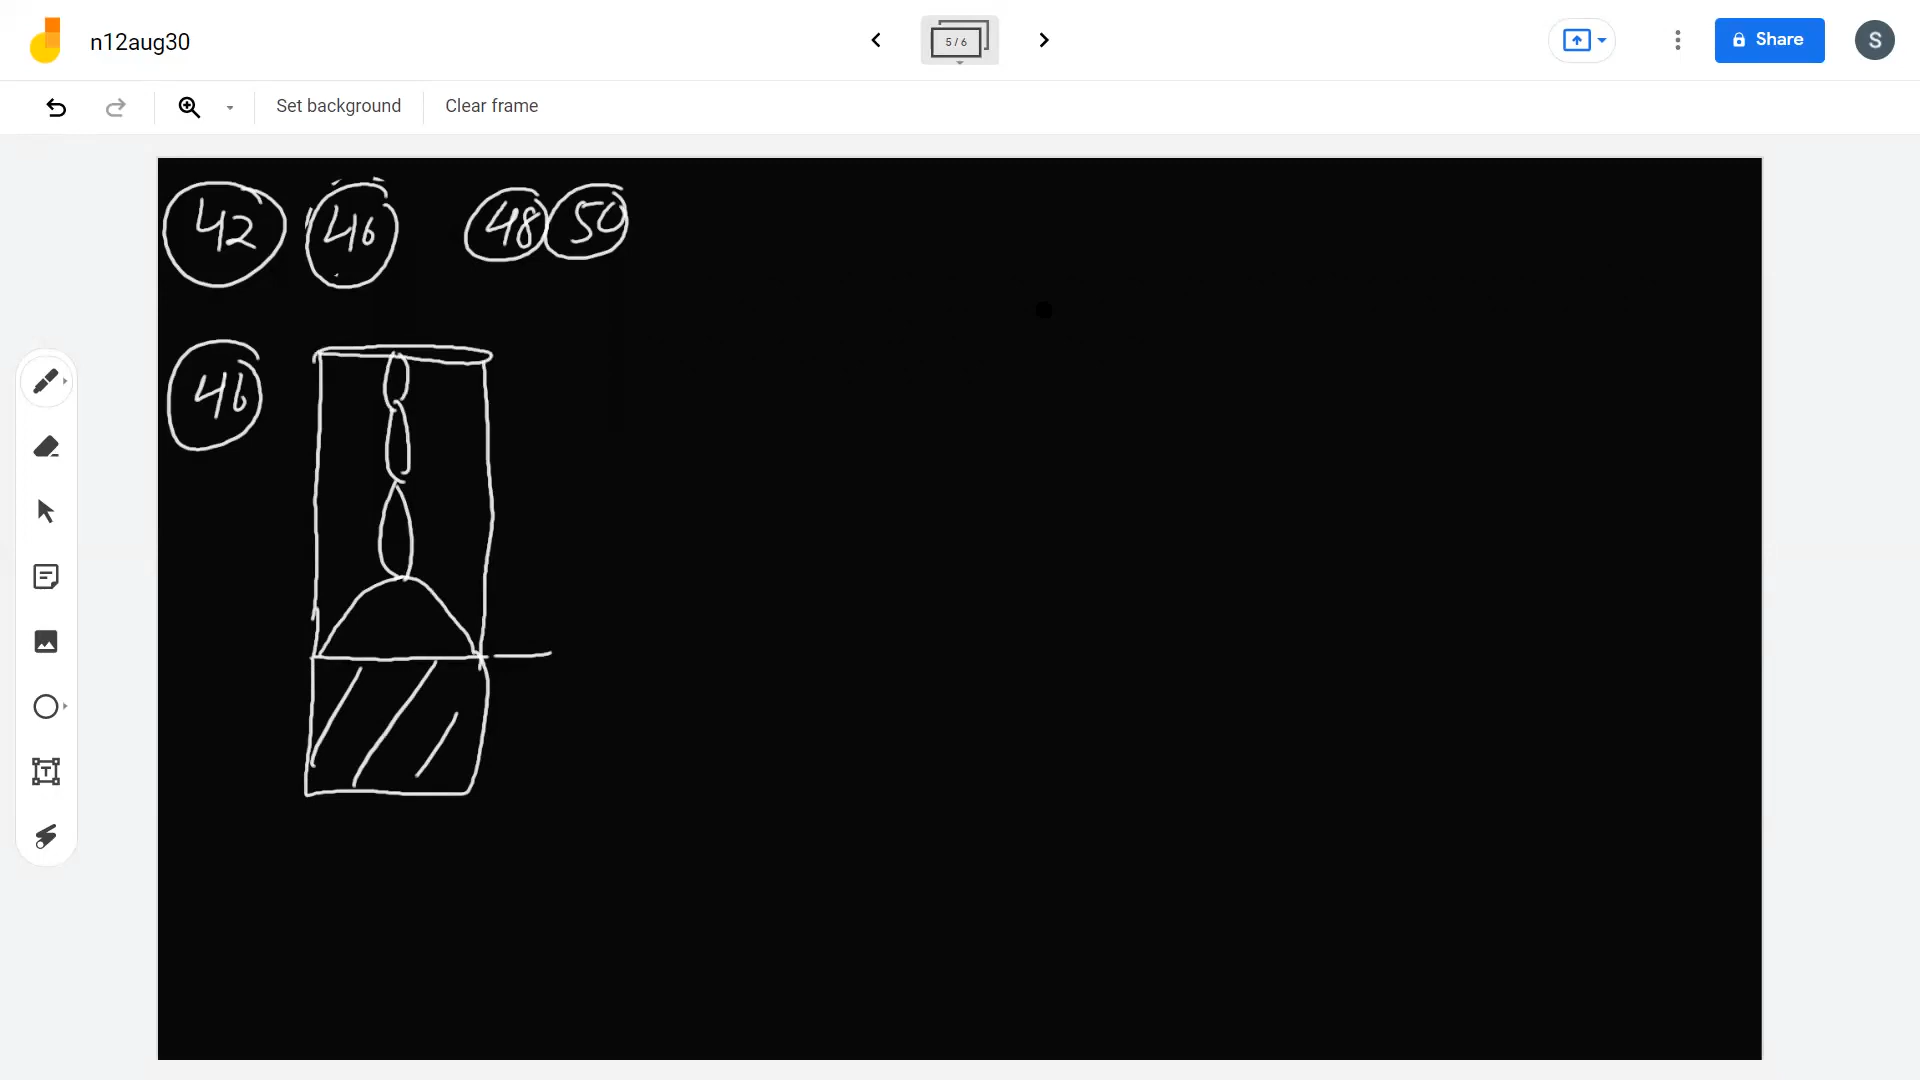 n12aug30
5 / 6
Share
S
Set background
Clear frame
42 46 48 50
46